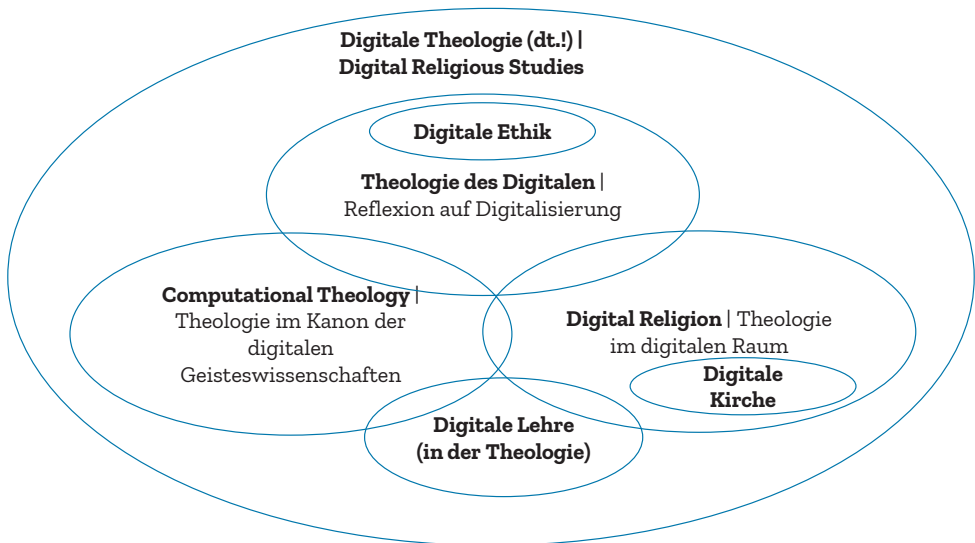 Digitale Theologie (dt.!) |
Digital Religious Studies
Digitale Ethik
Theologie des Digitalen |
Reflexion auf Digitalisierung
Computational Theology |
Theologie im Kanon der
digitalen
Geisteswissenschaften
Digital Religion | Theologie
im digitalen Raum
Digitale
Kirche
Digitale Lehre
(in der Theologie)